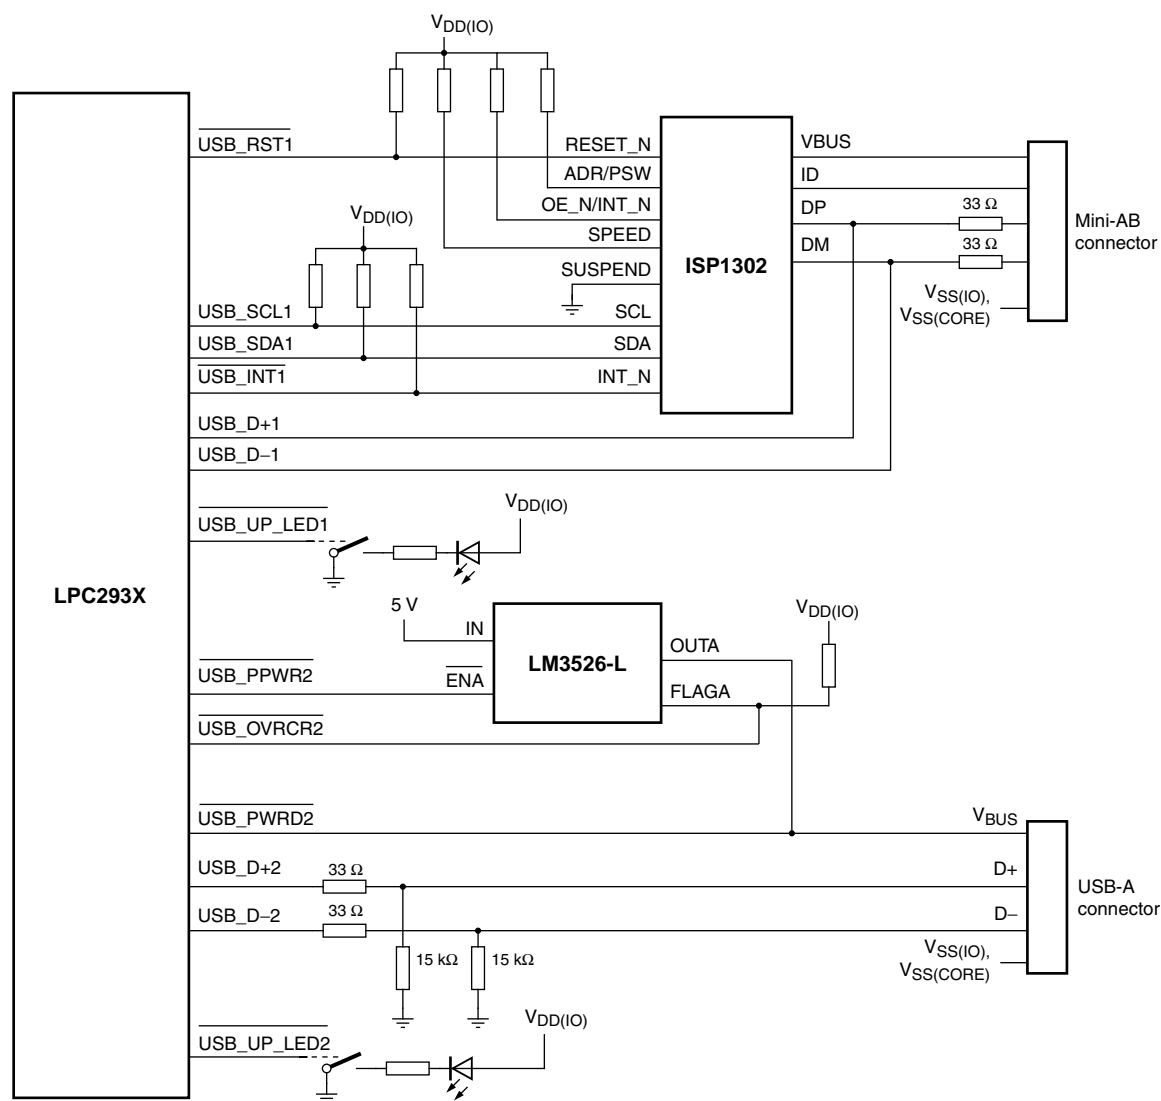 VDD(IO)
USB_RST1
RESET_N
VBUS
ADR/PSW
ID
OE_N/INT_N
DP
33 Ω
Mini-AB
connector
VDD(IO)
SPEED
DM
33 Ω
ISP1302
SUSPEND
VSS(IO),
VSS(CORE)
USB_SCL1
SCL
USB_SDA1
SDA
USB_INT1
INT_N
USB_D+1
USB_D−1
VDD(IO)
USB_UP_LED1
LPC293X
5 V
IN
VDD(IO)
LM3526-L
OUTA
USB_PPWR2
ENA
FLAGA
USB_OVRCR2
USB_PWRD2
VBUS
USB_D+2
33 Ω
D+
USB-A
connector
USB_D−2
33 Ω
D−
15 kΩ
15 kΩ
VSS(IO),
VSS(CORE)
VDD(IO)
USB_UP_LED2